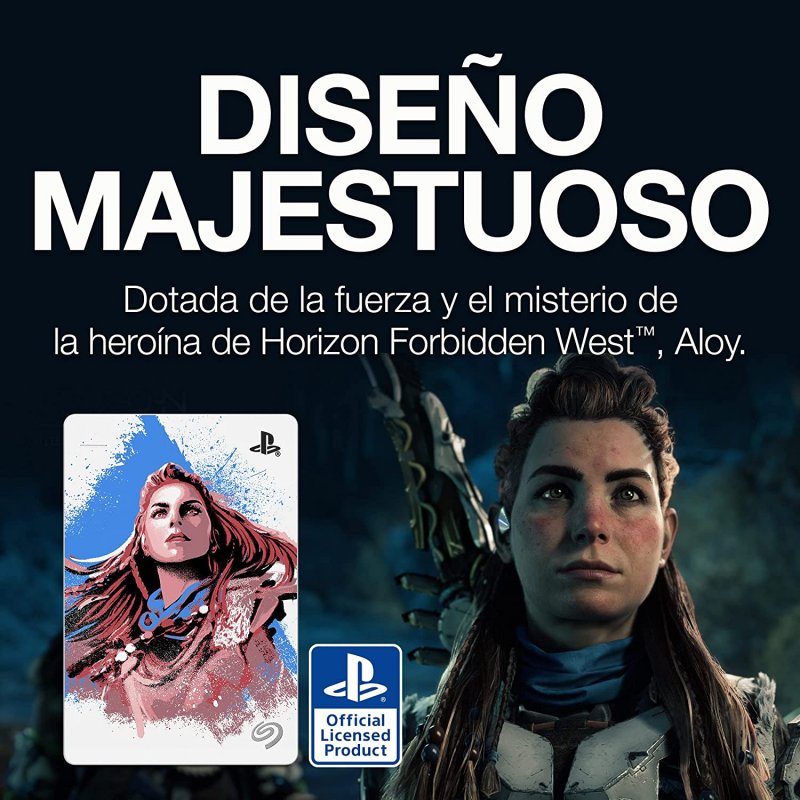 DISEÑO
MAJESTUOSO
Dotada de la fuerza y el misterio de
la heroína de Horizon Forbidden West™, Aloy.
Official
Licensed
Product